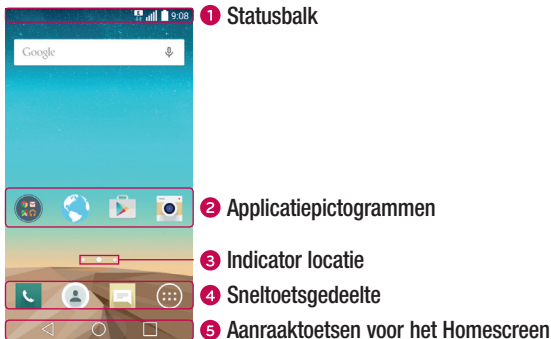 9:08
1 Statusbalk
Google
2 Applicatiepictogrammen
3 Indicator locatie
4 Sneltoetsgedeelte
5 Aanraaktoetsen voor het Homescreen